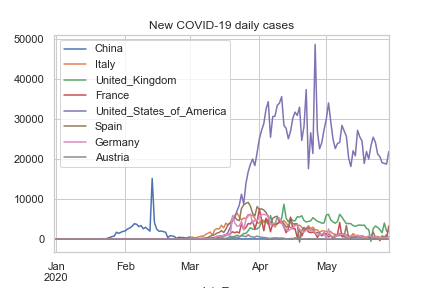 New COVID-19 daily cases
50000
40000
30000
20000
10000
0
China
Italy
United_Kingdom
France
United_States_of_America
Spain
Germany
Austria
Jan Feb Mar Apr May
2020